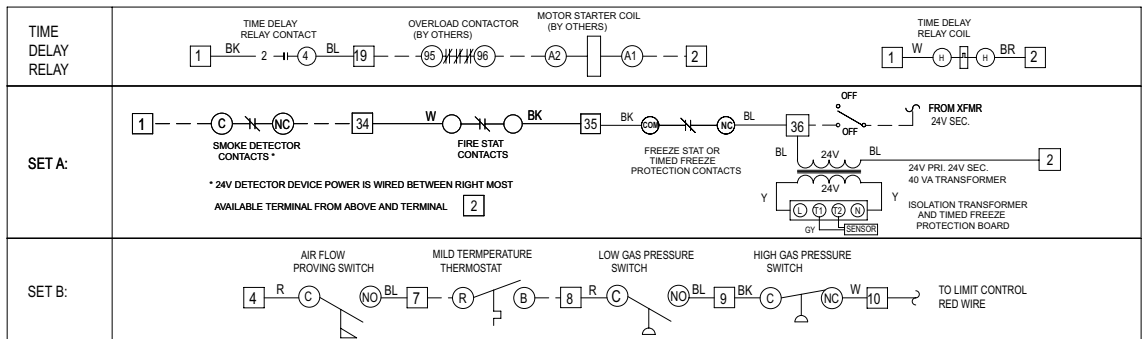 TIME
DELAY
RELAY
TIME DELAY
RELAY CONTACT
OVERLOAD CONTACTOR
(BY OTHERS)
MOTOR STARTER COIL
(BY OTHERS)
TIME DELAY
RELAY COIL
1 BK 2 4 BL 19 95 96 A2 A1 2
1 W H H BR 2
SET A:
OFF
OFF
FROM XFMR
24V SEC.
1 C NC 34 W BK 35 BK COM NC BL 36
SMOKE DETECTOR
CONTACTS *
FIRE STAT
CONTACTS
FREEZE STAT OR
TIMED FREEZE
PROTECTION CONTACTS
BL 24V BL 2
24V
24V PRI. 24V SEC.
40 VA TRANSFORMER
* 24V DETECTOR DEVICE POWER IS WIRED BETWEEN RIGHT MOST
AVAILABLE TERMINAL FROM ABOVE AND TERMINAL 2
Y Y
L T1 T2 N
GY SENSOR
ISOLATION TRANSFORMER
AND TIMED FREEZE
PROTECTION BOARD
SET B:
AIR FLOW
PROVING SWITCH
MILD TERMPERATURE
THERMOSTAT
LOW GAS PRESSURE
SWITCH
HIGH GAS PRESSURE
SWITCH
4 R C NO BL 7 R B 8 R C NO BL 9 BK C NC W 10
TO LIMIT CONTROL
RED WIRE